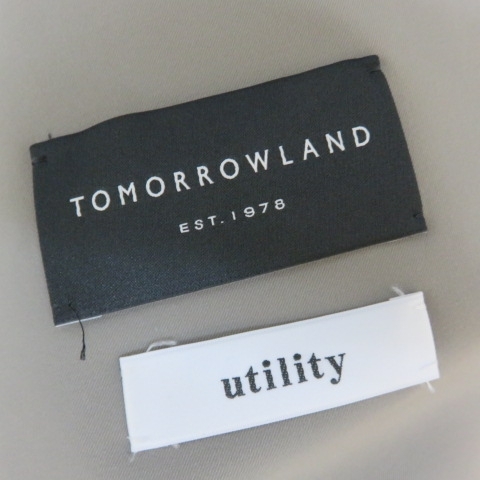 TOMORROWLAND
EST. 1978
utility